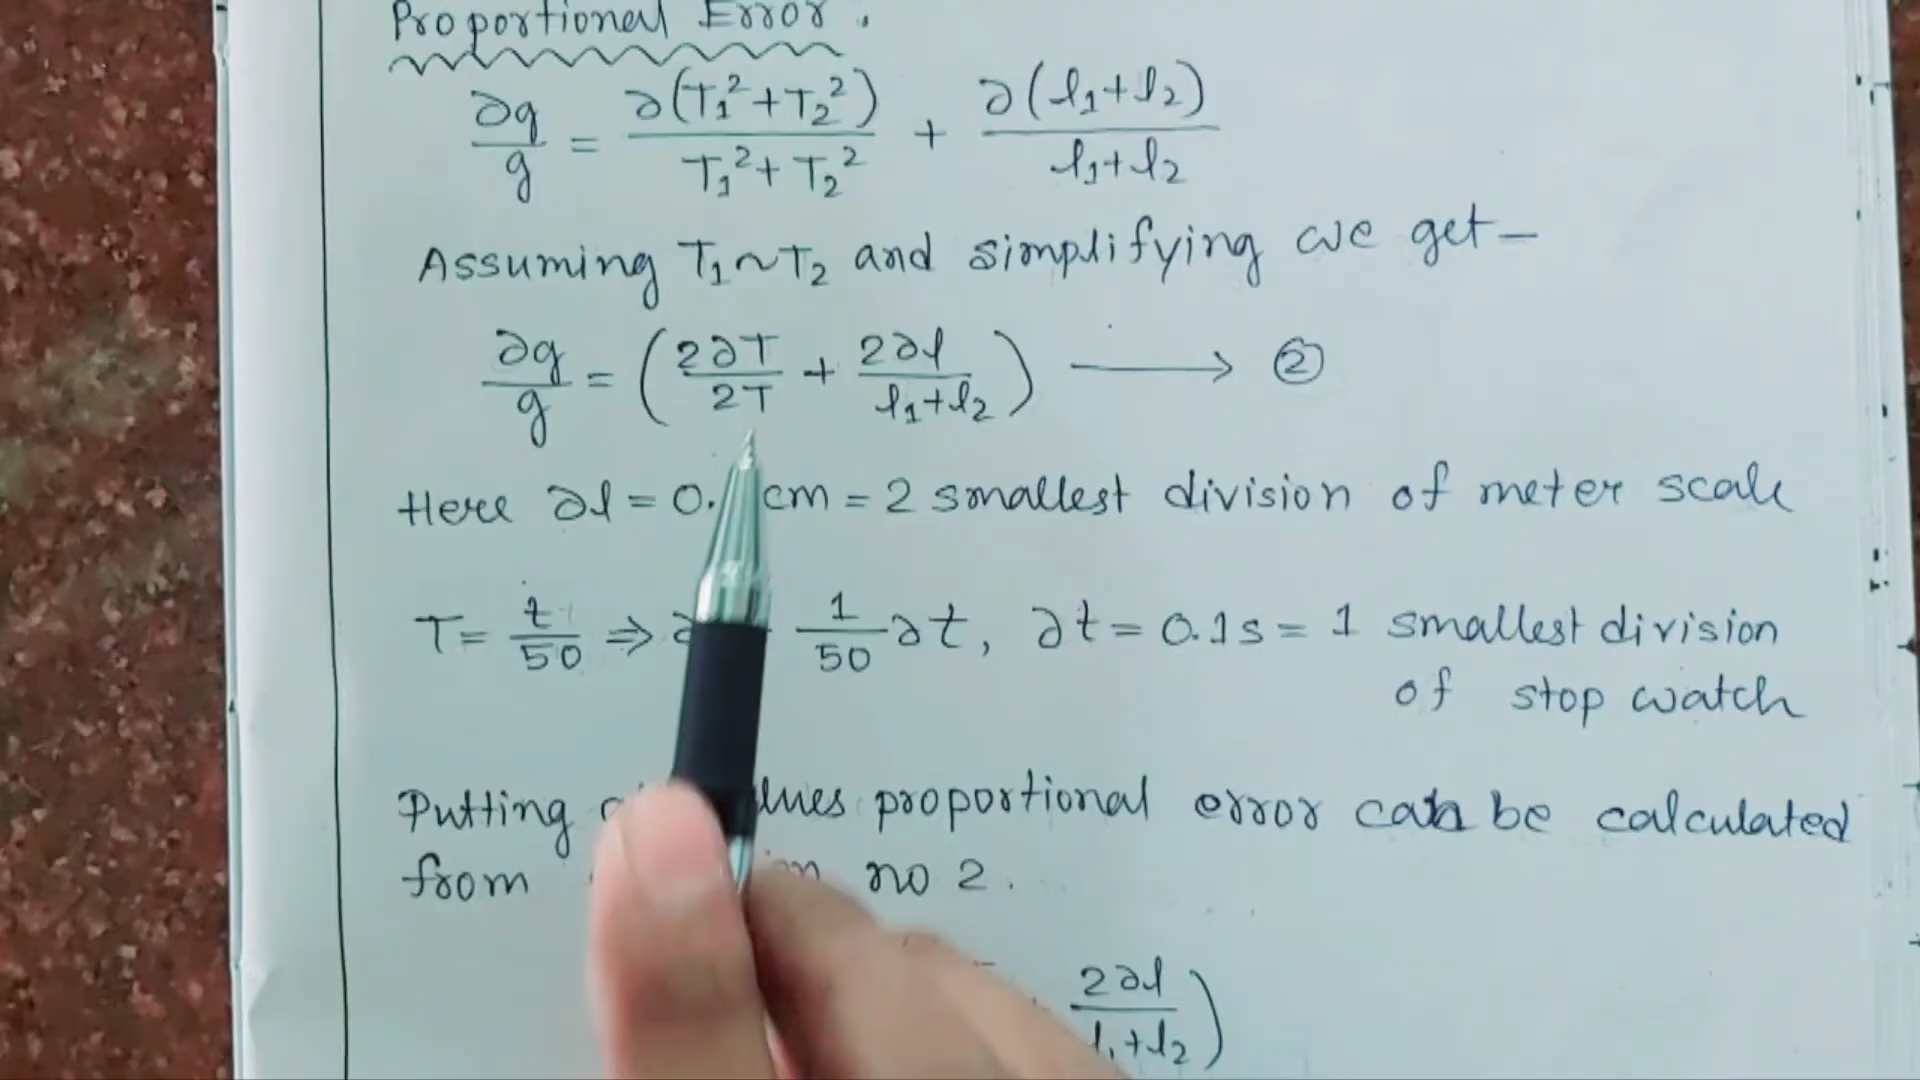 Proportional Error.
∂g/g = ∂(T₁²+T₂²)/T₁²+T₂² + ∂(l₁+l₂)/l₁+l₂
Assuming T₁~T₂ and simplifying we get—
∂g/g = (2∂T/2T + 2∂l/l₁+l₂) ⟶ ②
Here ∂l = 0. cm = 2 smallest division of meter scale
T = t/50 ⇒ ∂ 1/50 ∂t, ∂t = 0.1s = 1 smallest division
of stop watch
Putting proportional error can be calculated
from no 2.
2∂l/l₁+l₂)